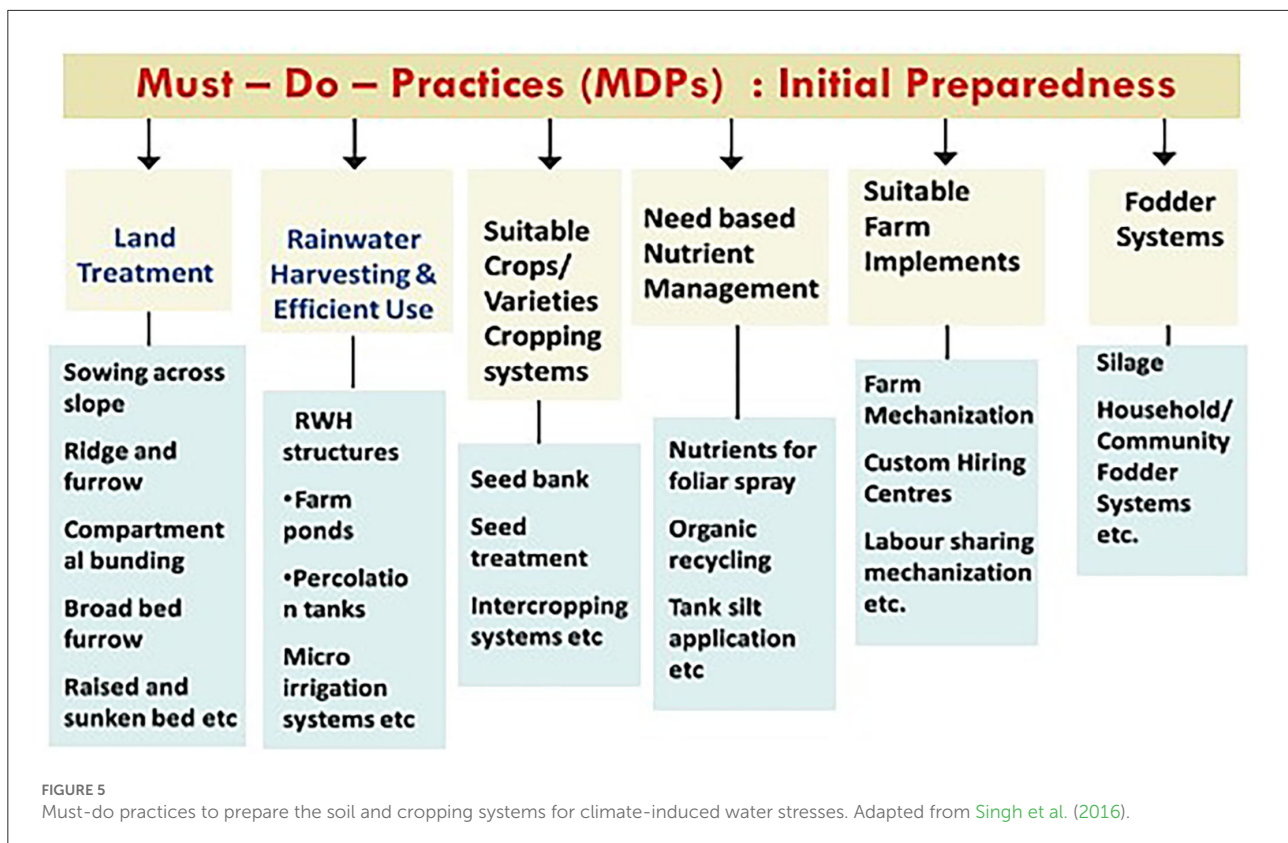 Must – Do – Practices (MDPs) : Initial Preparedness
Land
Treatment
Sowing across
slope
Ridge and
furrow
Compartment
al bunding
Broad bed
furrow
Raised and
sunken bed etc
Rainwater
Harvesting &
Efficient Use
RWH
structures
•Farm
ponds
•Percolatio
n tanks
Micro
irrigation
systems etc
Suitable
Crops/
Varieties
Cropping
systems
Seed bank
Seed
treatment
Intercropping
systems etc
Need based
Nutrient
Management
Nutrients for
foliar spray
Organic
recycling
Tank silt
application
etc
Suitable
Farm
Implements
Farm
Mechanization
Custom Hiring
Centres
Labour sharing
mechanization
etc.
Fodder
Systems
Silage
Household/
Community
Fodder
Systems
etc.
FIGURE 5
Must-do practices to prepare the soil and cropping systems for climate-induced water stresses. Adapted from Singh et al. (2016).